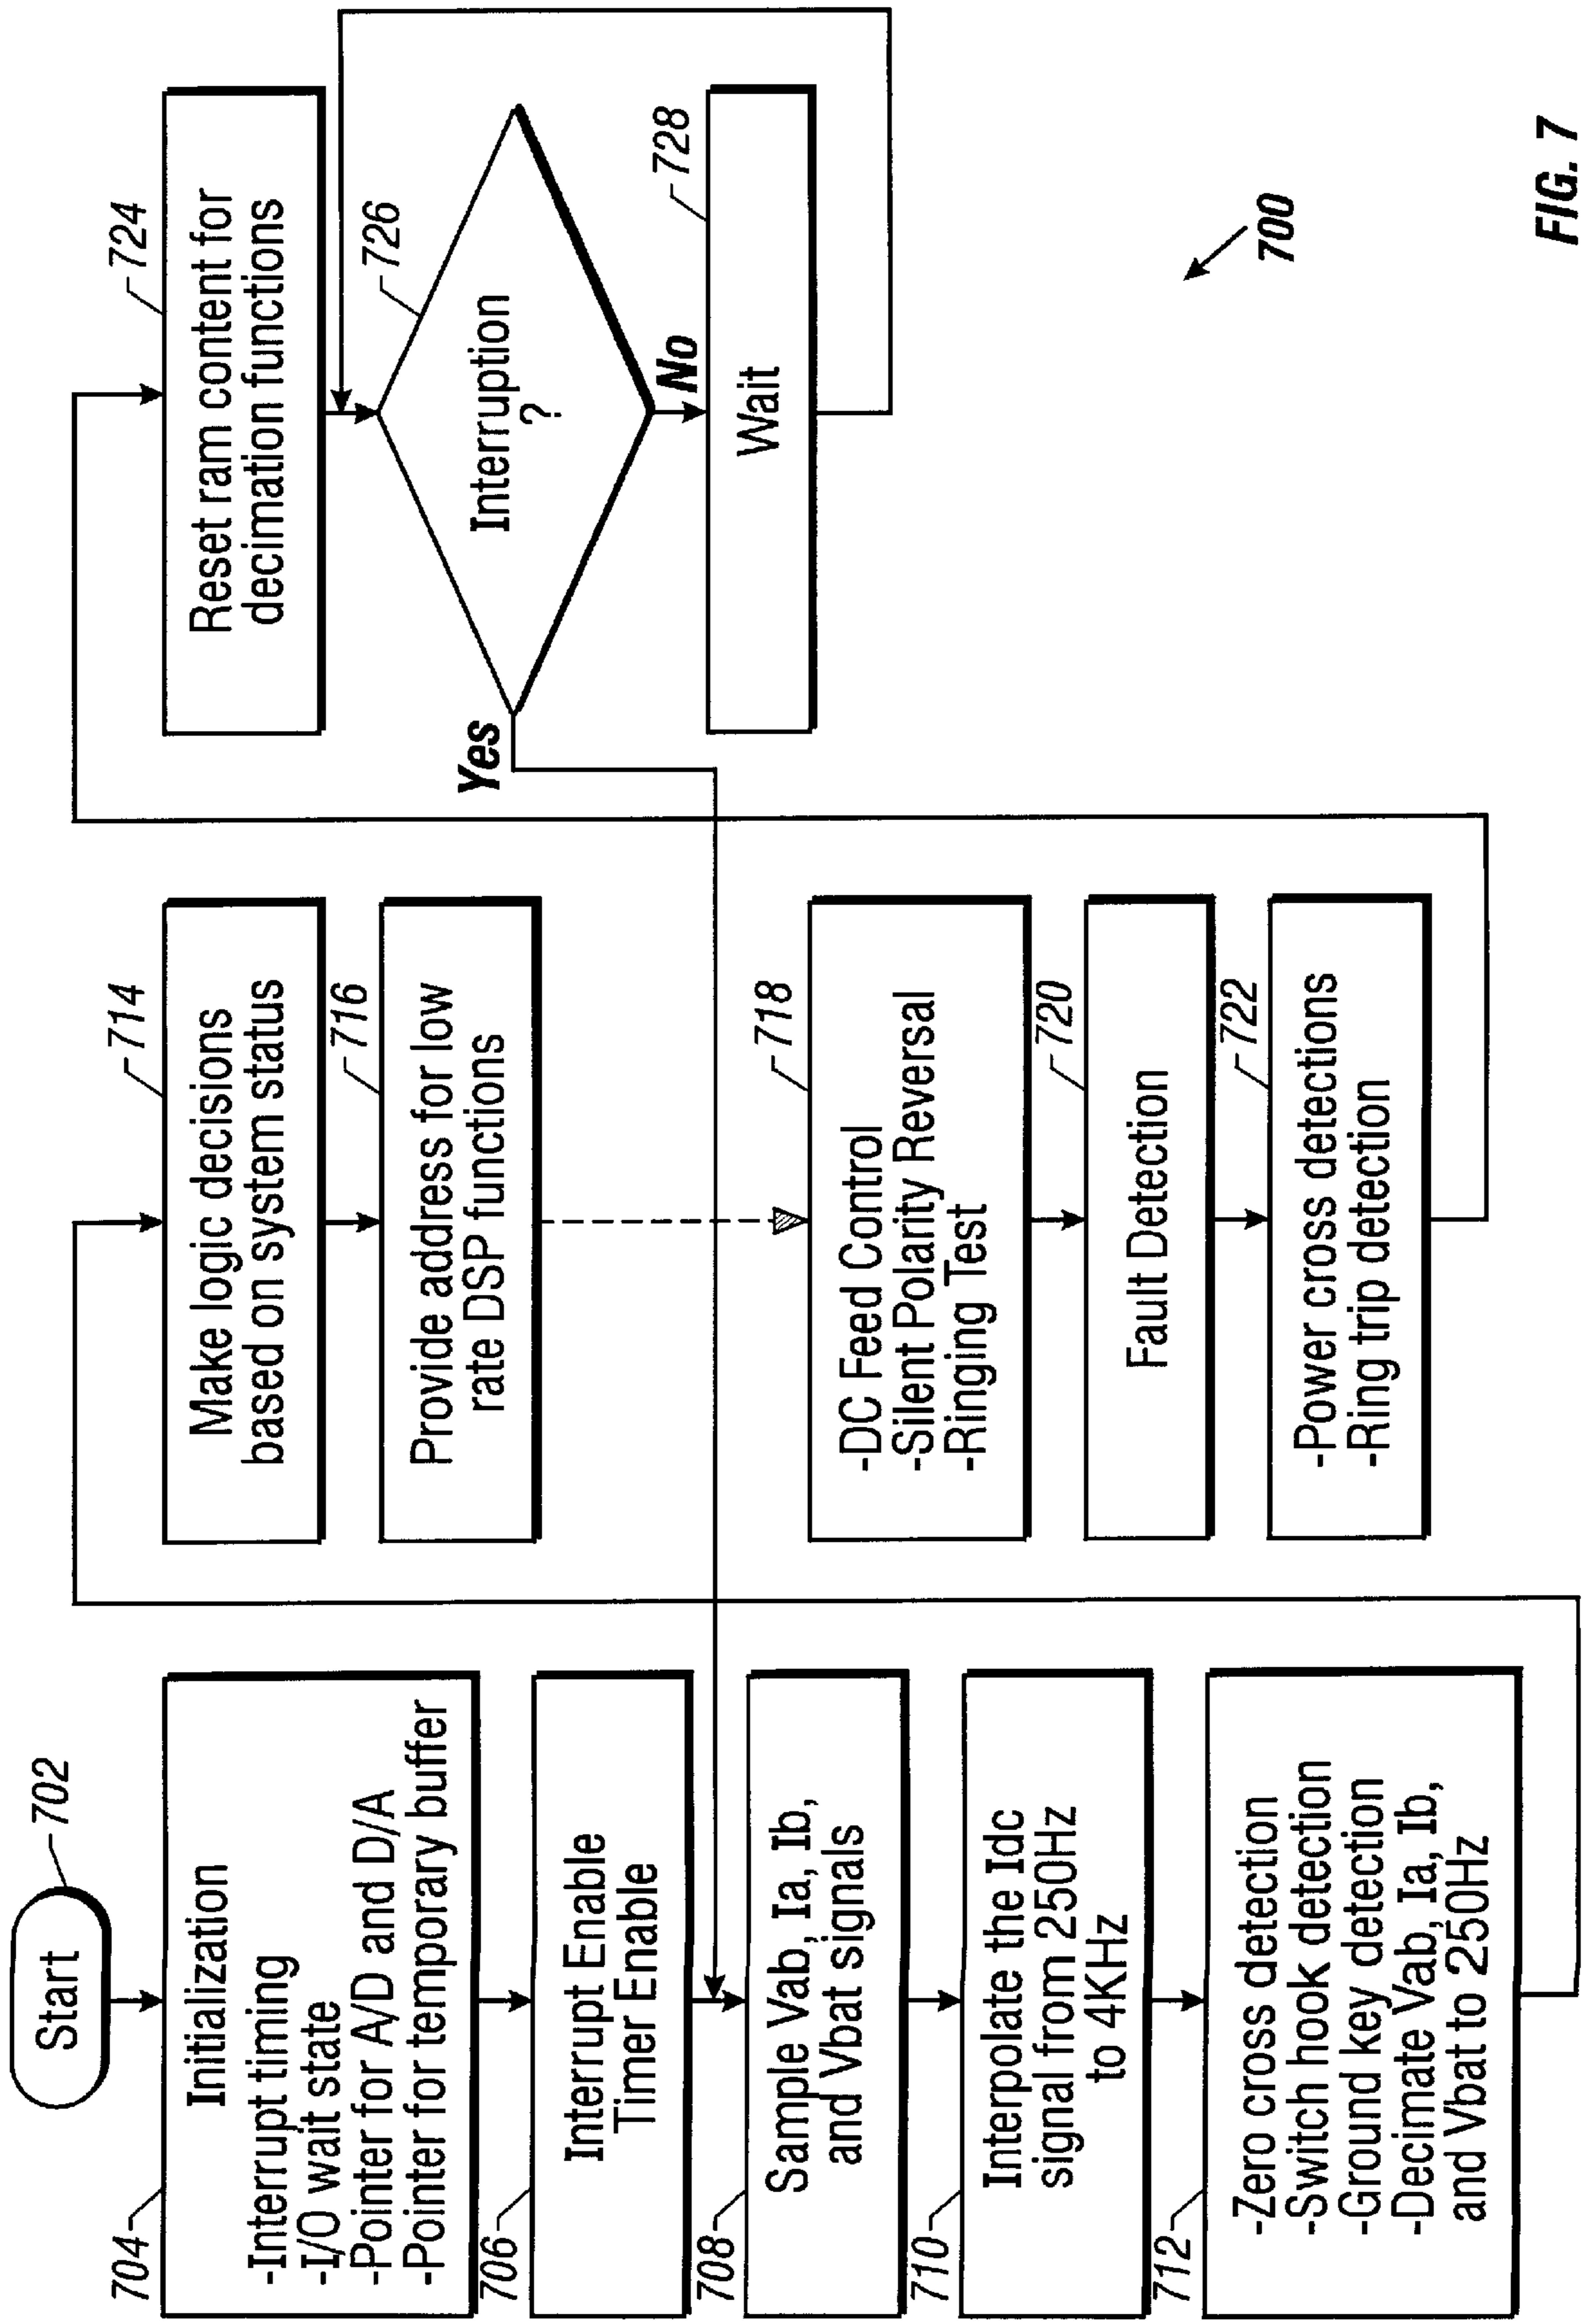 Start
702
704
Initialization
-Interrupt timing
-I/O wait state
-Pointer for A/D and D/A
-Pointer for temporary buffer
706
Interrupt Enable
Timer Enable
708
Sample Vab, Ia, Ib,
and Vbat signals
710
Interpolate the Idc
signal from 250Hz
to 4KHz
712
-Zero cross detection
-Switch hook detection
-Ground key detection
-Decimate Vab, Ia, Ib,
and Vbat to 250Hz
714
Make logic decisions
based on system status
716
Provide address for low
rate DSP functions
718
-DC Feed Control
-Silent Polarity Reversal
-Ringing Test
720
Fault Detection
722
-Power cross detections
-Ring trip detection
724
Reset ram content for
decimation functions
726
Interruption
?
Yes
No
728
Wait
700
FIG. 7